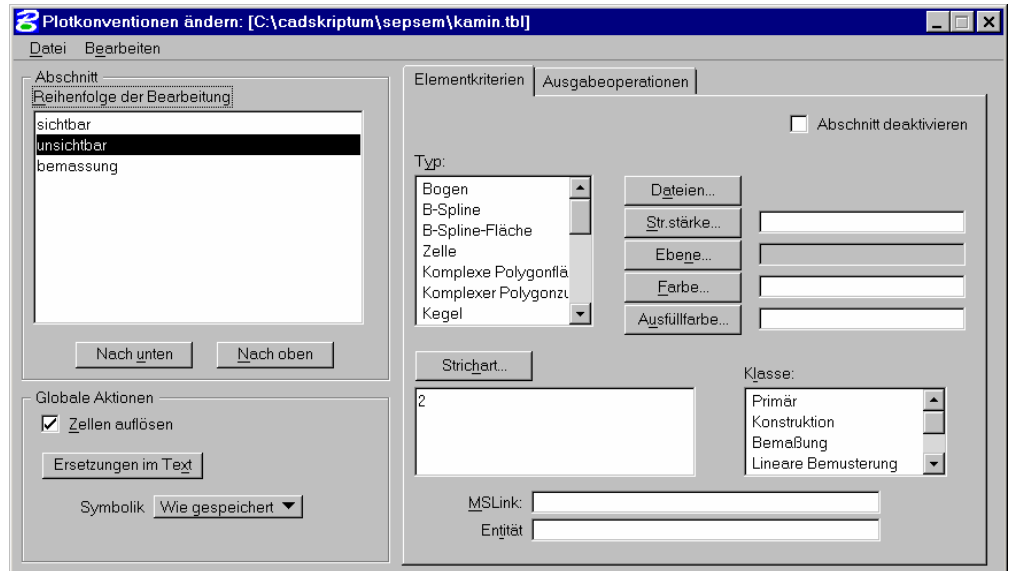 Plotkonventionen ändern: [C:\cadskriptum\sepsem\kamin.tbl]
Datei Bearbeiten
Abschnitt
Reihenfolge der Bearbeitung
sichtbar
unsichtbar
bemassung
Nach unten Nach oben
Globale Aktionen
Zellen auflösen
Ersetzungen im Text
Symbolik Wie gespeichert
Elementkriterien Ausgabeoperationen
Abschnitt deaktivieren
Typ:
Bogen
B-Spline
B-Spline-Fläche
Zelle
Komplexe Polygonflä
Komplexer Polygonzu
Kegel
Dateien...
Str.stärke...
Ebene...
Farbe...
Ausfüllfarbe...
Strichart...
2
Klasse:
Primär
Konstruktion
Bemaßung
Lineare Bemusterung
MSLink:
Entität